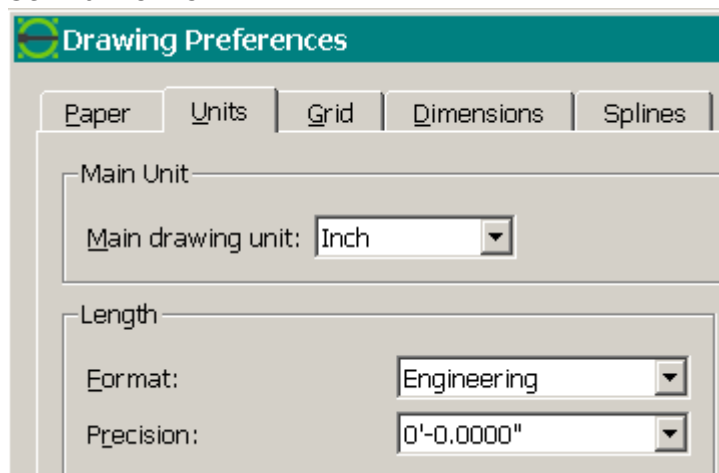 Drawing Preferences
Paper Units Grid Dimensions Splines
Main Unit
Main drawing unit: Inch
Length
Format: Engineering
Precision: 0'-0.0000"